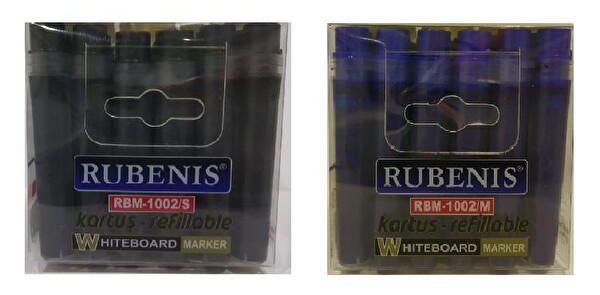 RUBENIS®
RBM-1002/S
kartuş - reFillable
WHITEBOARD MARKER
RUBENIS®
RBM-1002/M
kartuş - reFillable
WHITEBOARD MARKER